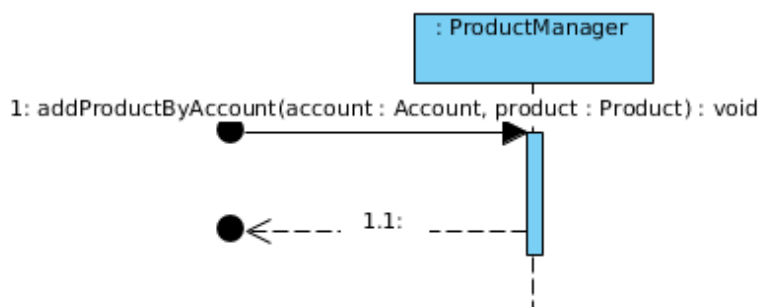 : ProductManager
1: addProductByAccount(account : Account, product : Product) : void
1.1: